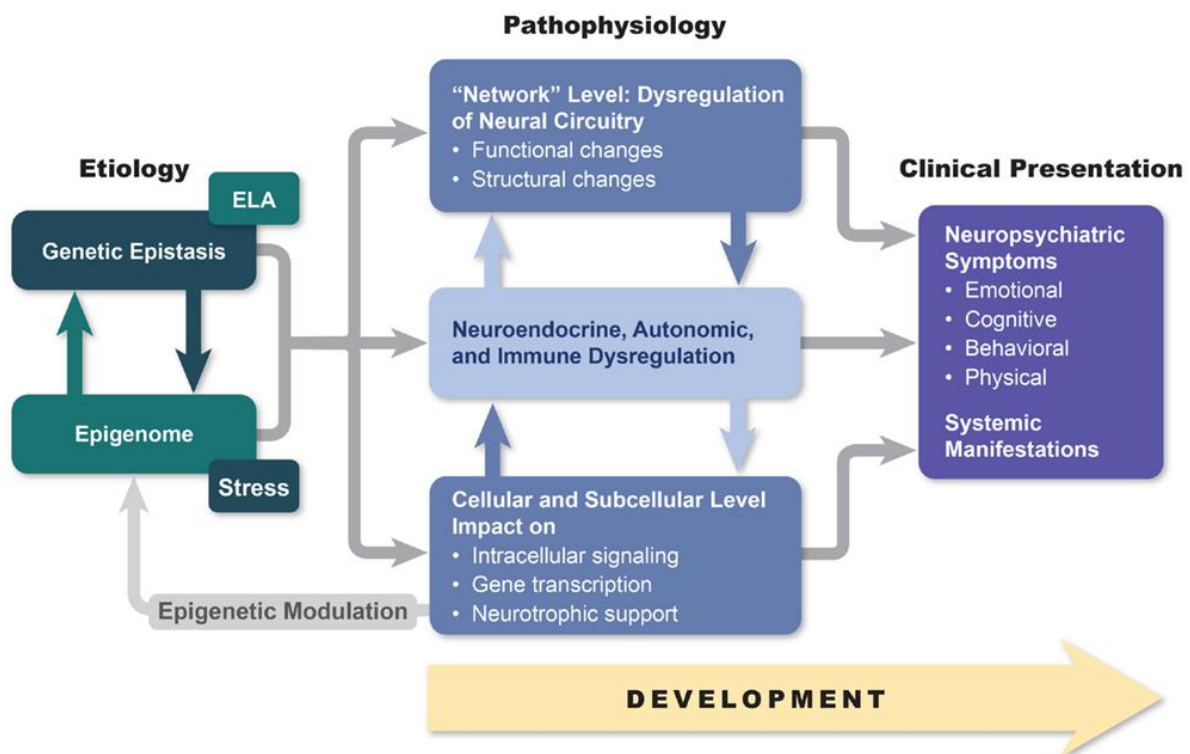 Pathophysiology
Etiology
ELA
Genetic Epistasis
Epigenome
Stress
Epigenetic Modulation
“Network” Level: Dysregulation
of Neural Circuitry
• Functional changes
• Structural changes
Neuroendocrine, Autonomic,
and Immune Dysregulation
Cellular and Subcellular Level
Impact on
• Intracellular signaling
• Gene transcription
• Neurotrophic support
Clinical Presentation
Neuropsychiatric
Symptoms
• Emotional
• Cognitive
• Behavioral
• Physical
Systemic
Manifestations
DEVELOPMENT